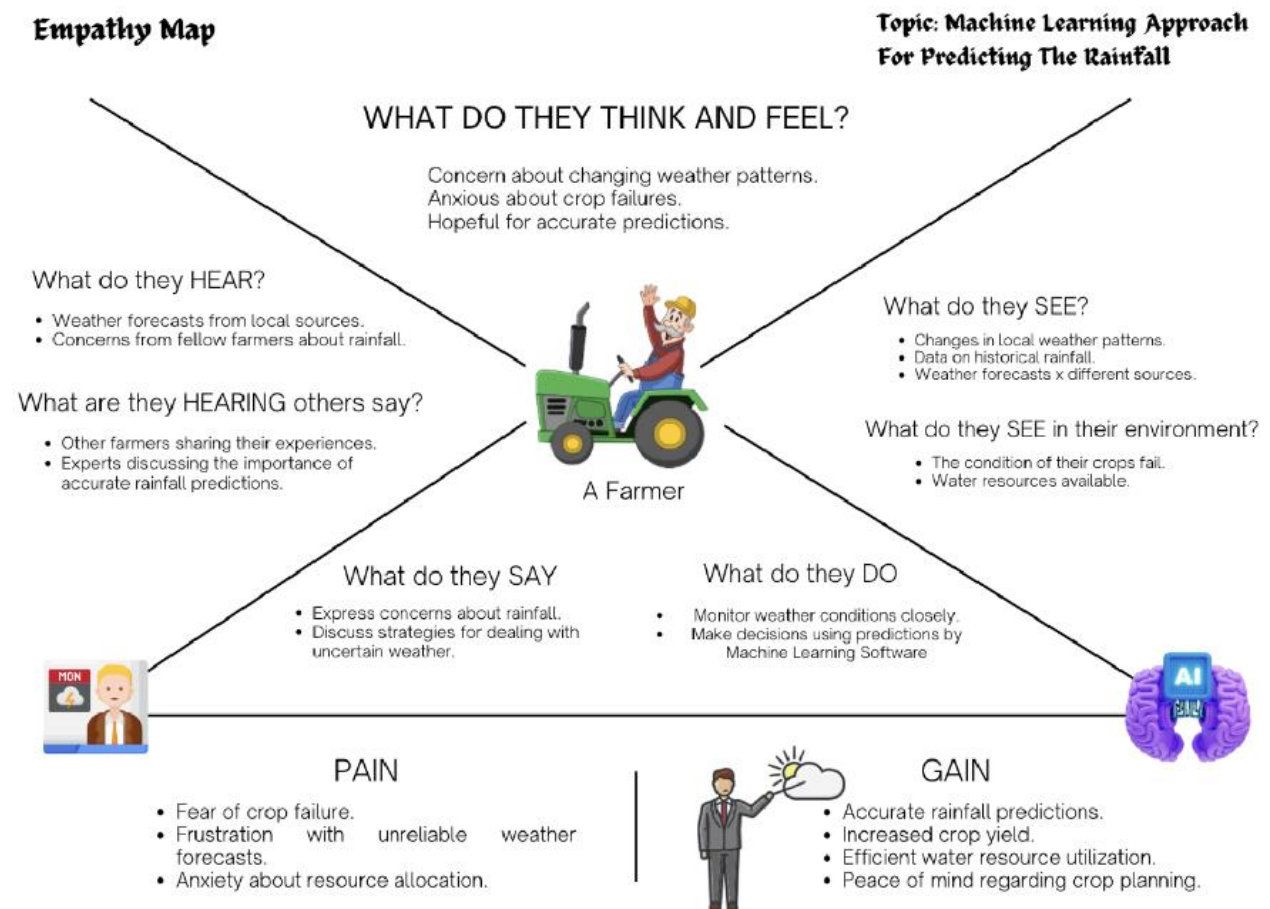 Empathy Map
Topic: Machine Learning Approach
For Predicting The Rainfall
WHAT DO THEY THINK AND FEEL?
Concern about changing weather patterns.
Anxious about crop failures.
Hopeful for accurate predictions.
What do they HEAR?
• Weather forecasts from local sources.
• Concerns from fellow farmers about rainfall.
What are they HEARING others say?
• Other farmers sharing their experiences.
• Experts discussing the importance of
accurate rainfall predictions.
What do they SEE?
• Changes in local weather patterns.
• Data on historical rainfall.
• Weather forecasts x different sources.
What do they SEE in their environment?
• The condition of their crops fail.
• Water resources available.
A Farmer
What do they SAY
• Express concerns about rainfall.
• Discuss strategies for dealing with
uncertain weather.
What do they DO
• Monitor weather conditions closely.
• Make decisions using predictions by
Machine Learning Software
MON
4
AI
PAIN
• Fear of crop failure.
• Frustration with unreliable weather
forecasts.
• Anxiety about resource allocation.
GAIN
• Accurate rainfall predictions.
• Increased crop yield.
• Efficient water resource utilization.
• Peace of mind regarding crop planning.